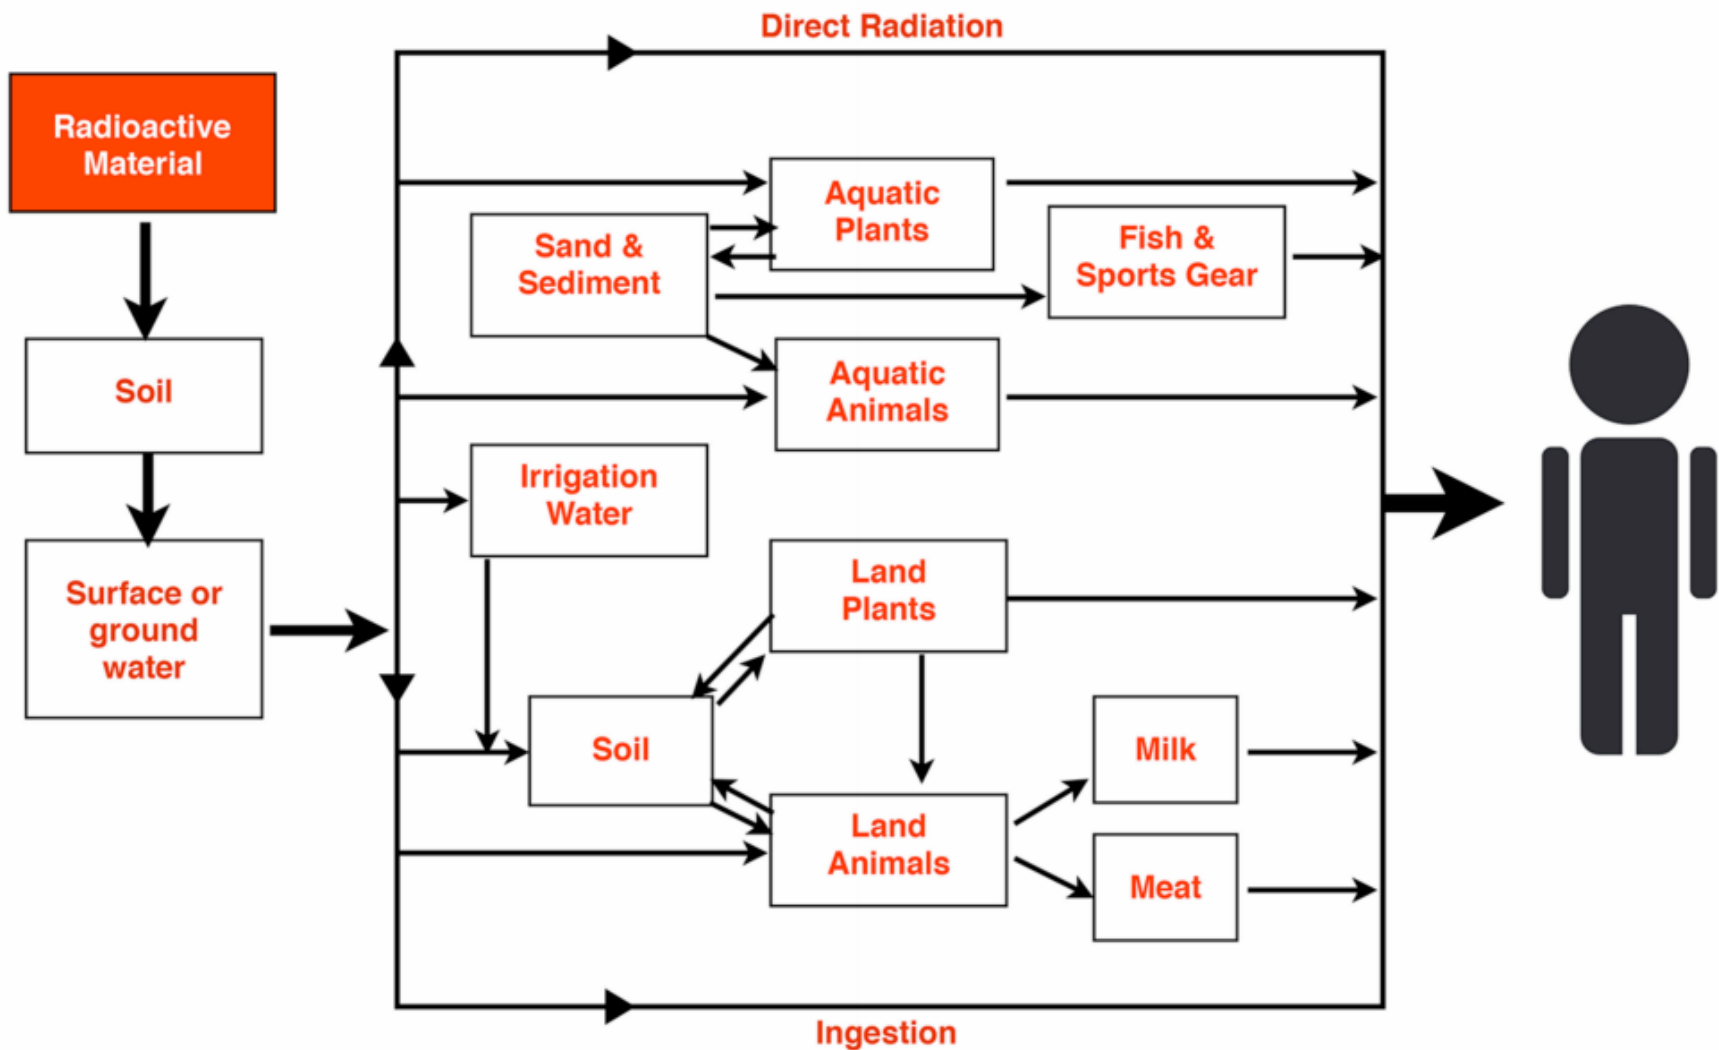 Direct Radiation
Radioactive
Material
Soil
Surface or
ground
water
Aquatic
Plants
Sand &
Sediment
Fish &
Sports Gear
Aquatic
Animals
Irrigation
Water
Land
Plants
Soil
Land
Animals
Milk
Meat
Ingestion